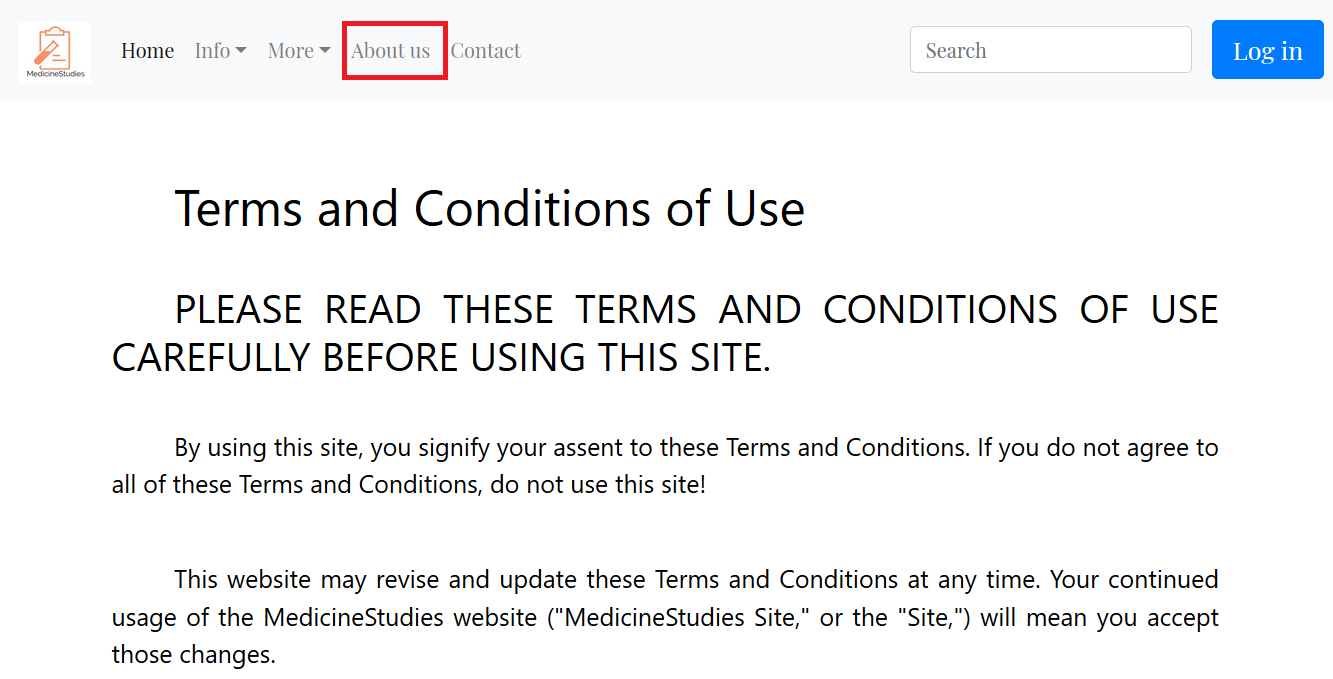 MedicineStudies
Home Info More About us Contact Search Log in
Terms and Conditions of Use
PLEASE READ THESE TERMS AND CONDITIONS OF USE
CAREFULLY BEFORE USING THIS SITE.
By using this site, you signify your assent to these Terms and Conditions. If you do not agree to
all of these Terms and Conditions, do not use this site!
This website may revise and update these Terms and Conditions at any time. Your continued
usage of the MedicineStudies website ("MedicineStudies Site," or the "Site,") will mean you accept
those changes.